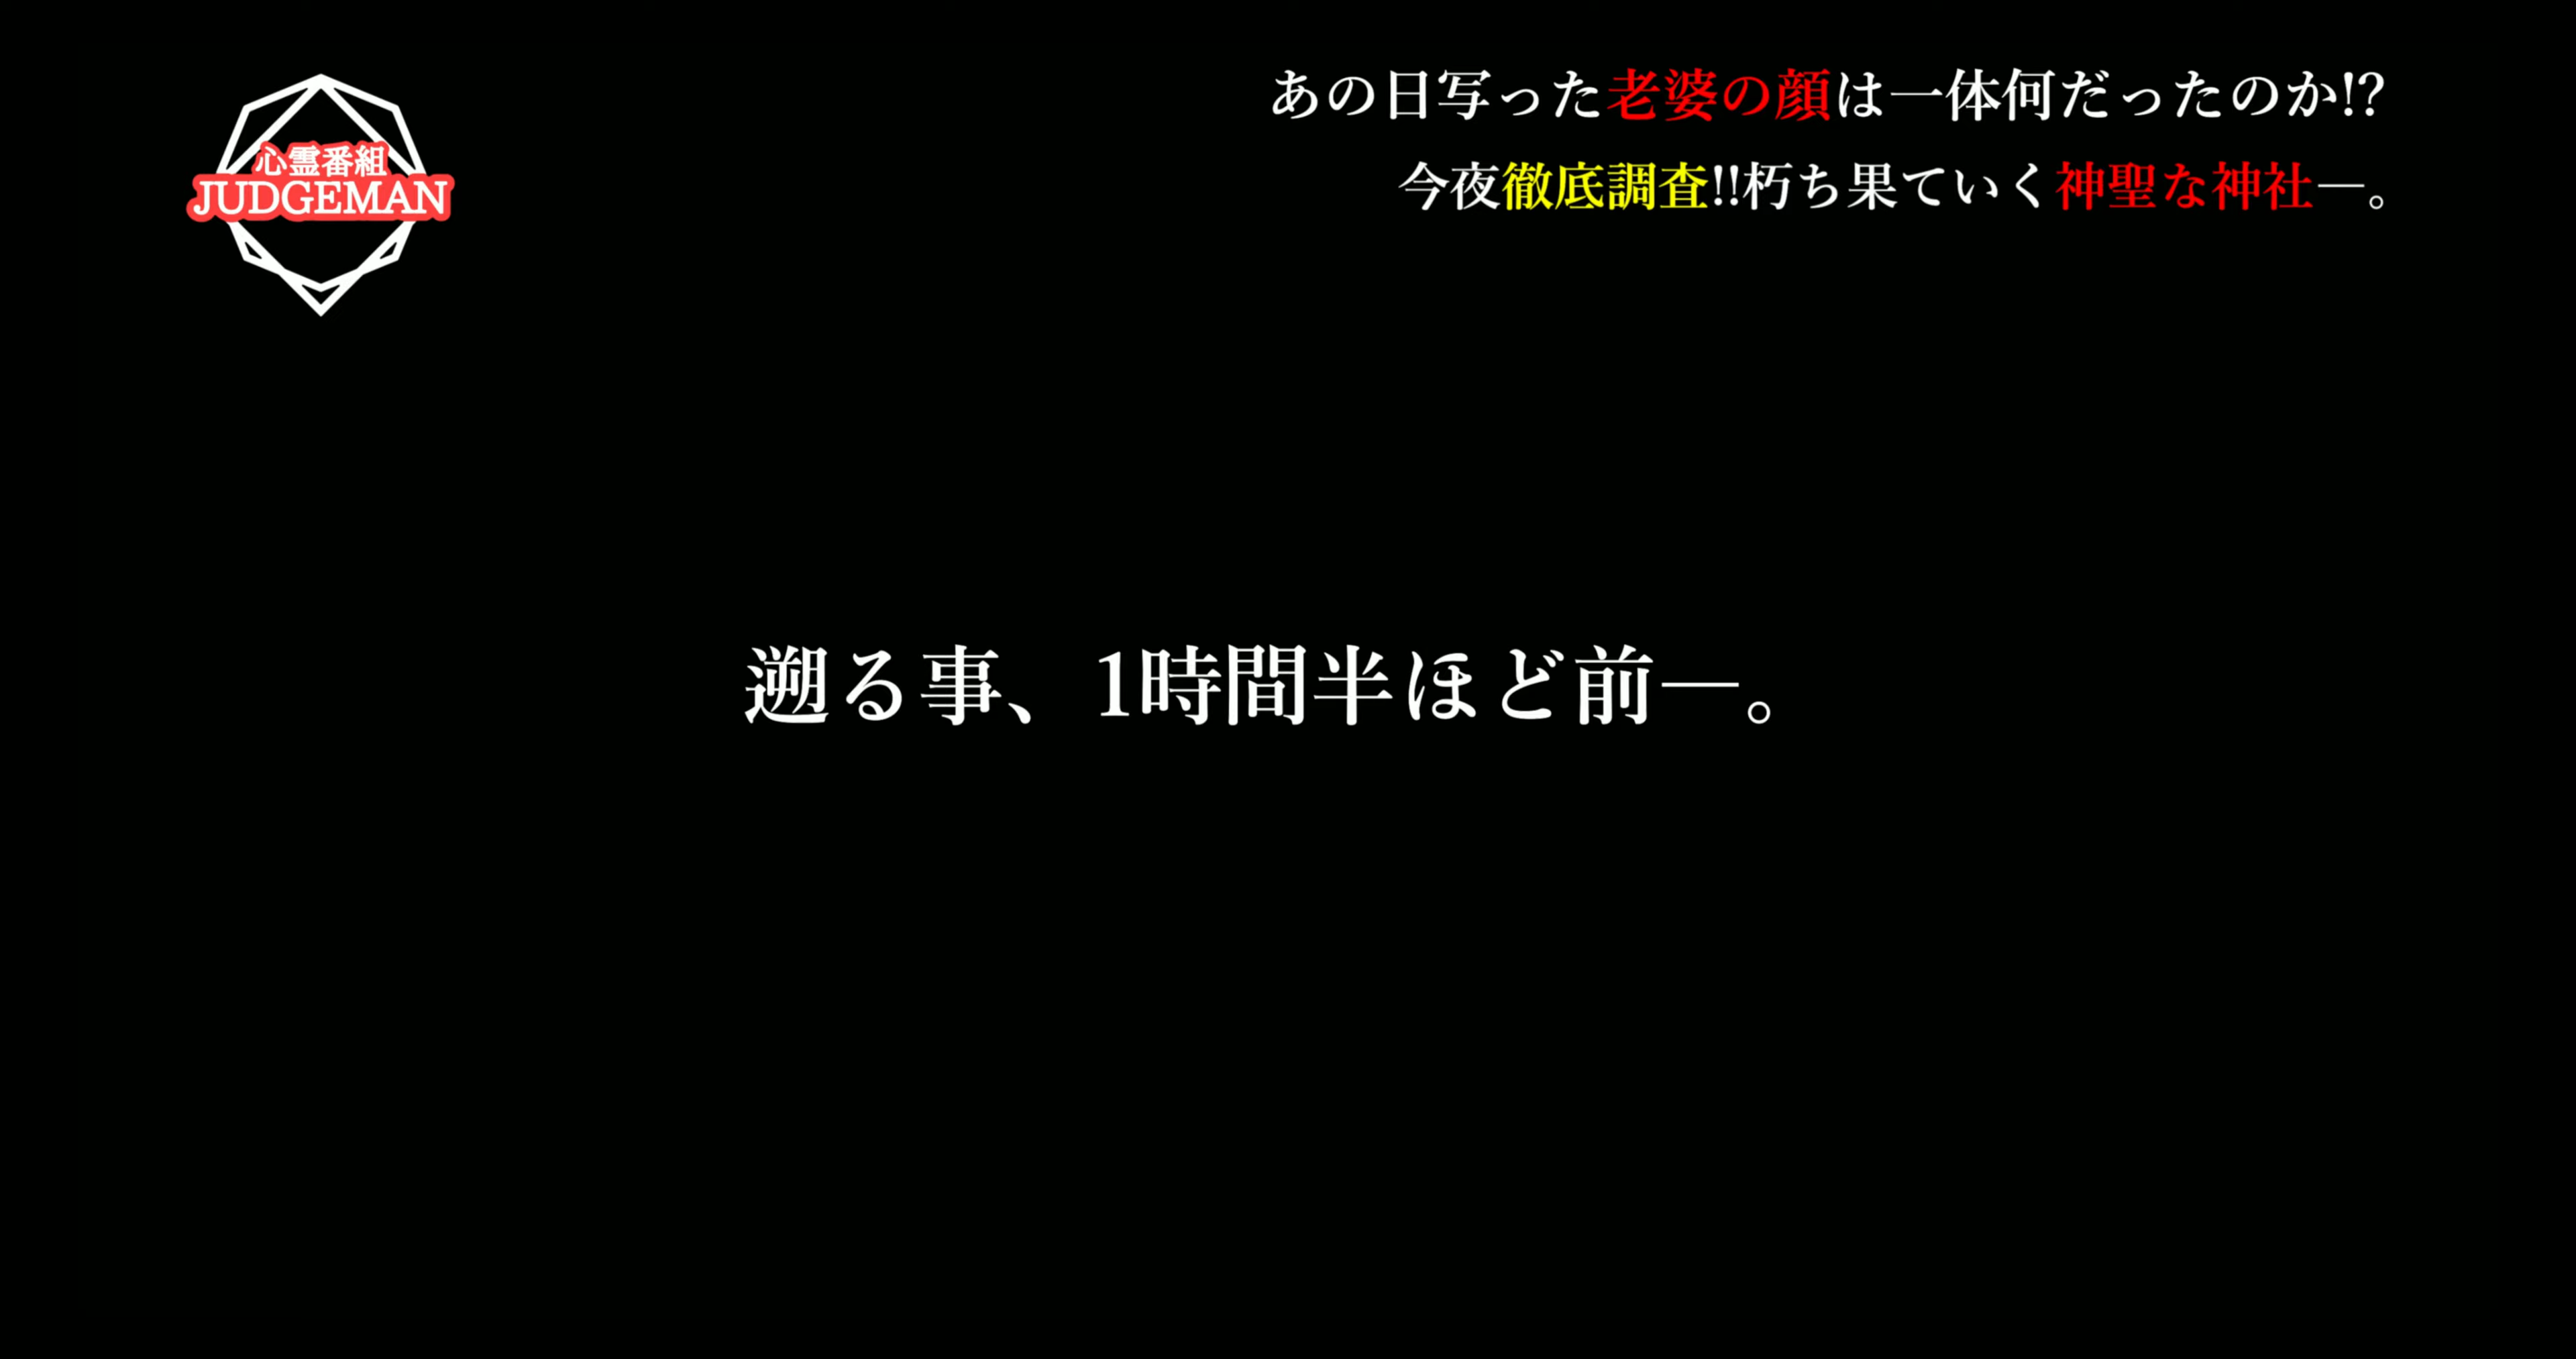 心霊番組
JUDGEMAN
あの日写った老婆の顔は一体何だったのか!?
今夜徹底調査!!朽ち果ていく神聖な神社―。
遡る事、1時間半ほど前―。